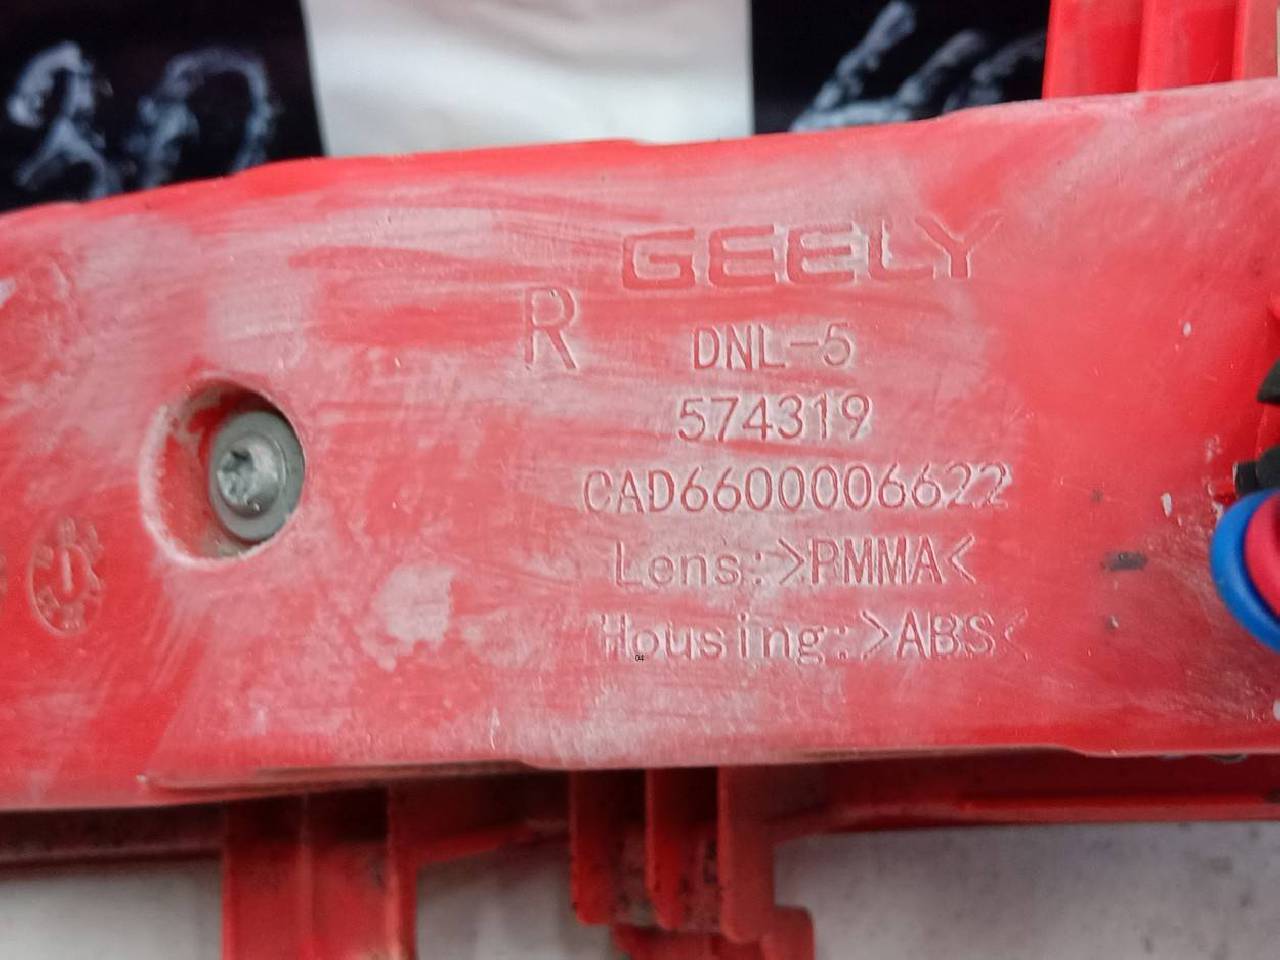 GEELY
R DNL-5
574319
CAD6600006622
Lens:>PMMA<
Housing:>ABS<